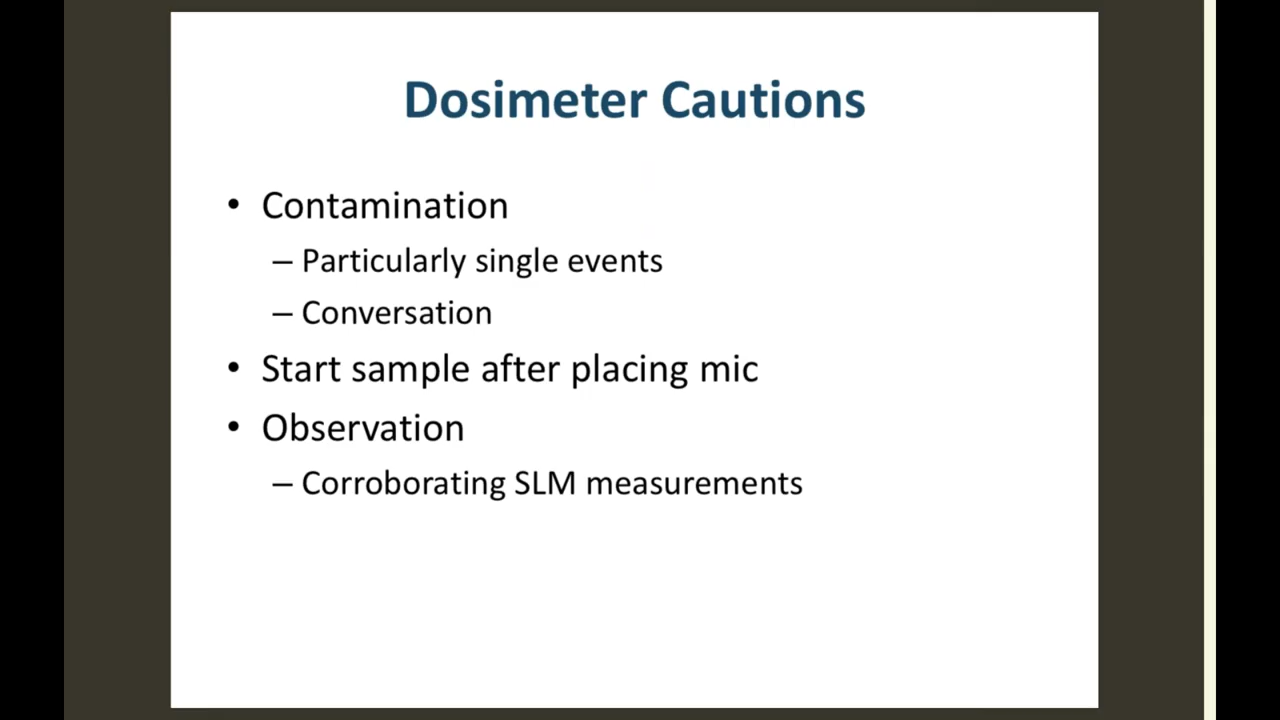 Dosimeter Cautions
• Contamination
– Particularly single events
– Conversation
• Start sample after placing mic
• Observation
– Corroborating SLM measurements